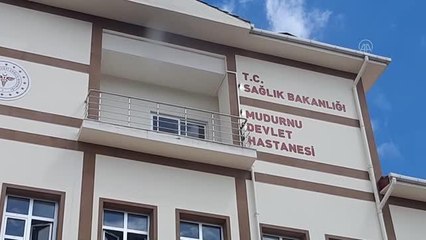 T.C.
SAĞLIK BAKANLIĞI
MUDURNU
DEVLET
HASTANESİ